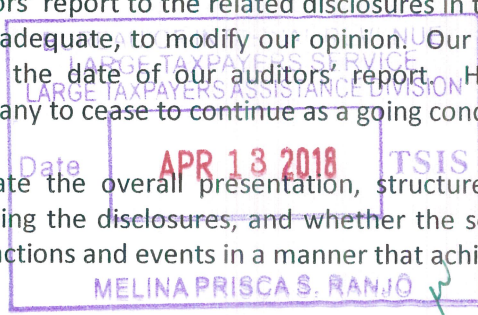 ors' report to the related disclosures in t
adequate, to modify our opinion. Our
LARGE TAXPAYERS SERVICE
the date of our auditors' report. H
LARGE TAXPAYERS ASSISTANCE DIVISION
any to cease to continue as a going conc
Date APR 13 2018 TSIS
ate the overall presentation, structure
ing the disclosures, and whether the s
ctions and events in a manner that achi
MELINA PRISCA S. RANJO